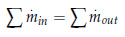 ∑ṁ_in = ∑ṁ_out